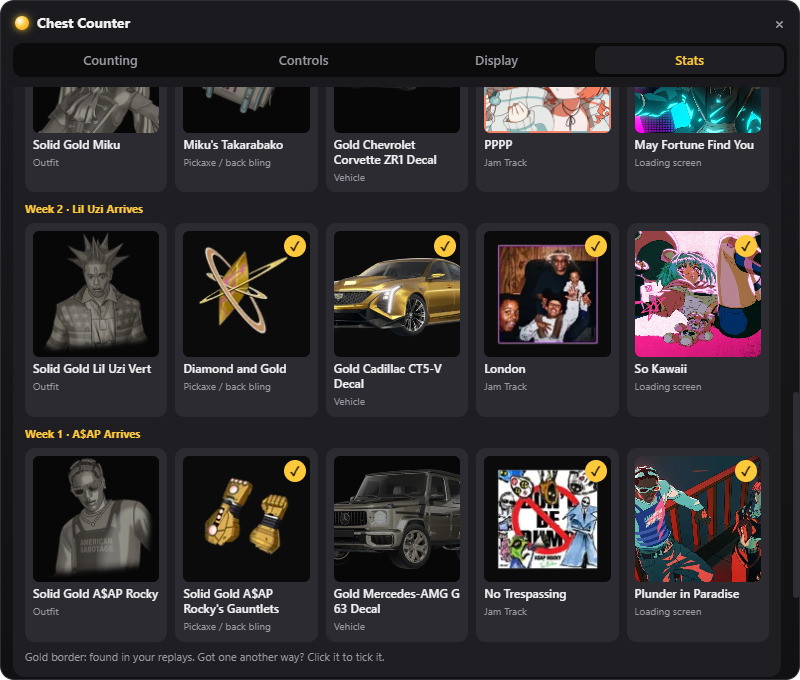 Chest Counter
Counting
Controls
Display
Stats
Solid Gold Miku
Outfit
Miku's Takarabako
Pickaxe / back bling
Gold Chevrolet
Corvette ZR1 Decal
Vehicle
PPPP
Jam Track
May Fortune Find You
Loading screen
Week 2 · Lil Uzi Arrives
Solid Gold Lil Uzi Vert
Outfit
Diamond and Gold
Pickaxe / back bling
Gold Cadillac CT5-V
Decal
Vehicle
London
Jam Track
So Kawaii
Loading screen
Week 1 · A$AP Arrives
AMERICAN
SABOTAGE
Solid Gold A$AP Rocky
Outfit
Solid Gold A$AP
Rocky's Gauntlets
Pickaxe / back bling
Gold Mercedes-AMG G
63 Decal
Vehicle
A$AP ROCKY
No Trespassing
Jam Track
Plunder in Paradise
Loading screen
Gold border: found in your replays. Got one another way? Click it to tick it.